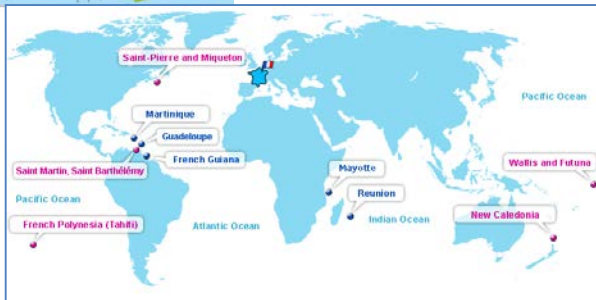 Saint-Pierre and Miquelon
Pacific Ocean
Martinique
Guadeloupe
French Guiana
Saint Martin, Saint Barthélémy
Mayotte
Wallis and Futuna
Reunion
Pacific Ocean
New Caledonia
Indian Ocean
French Polynesia (Tahiti)
Atlantic Ocean